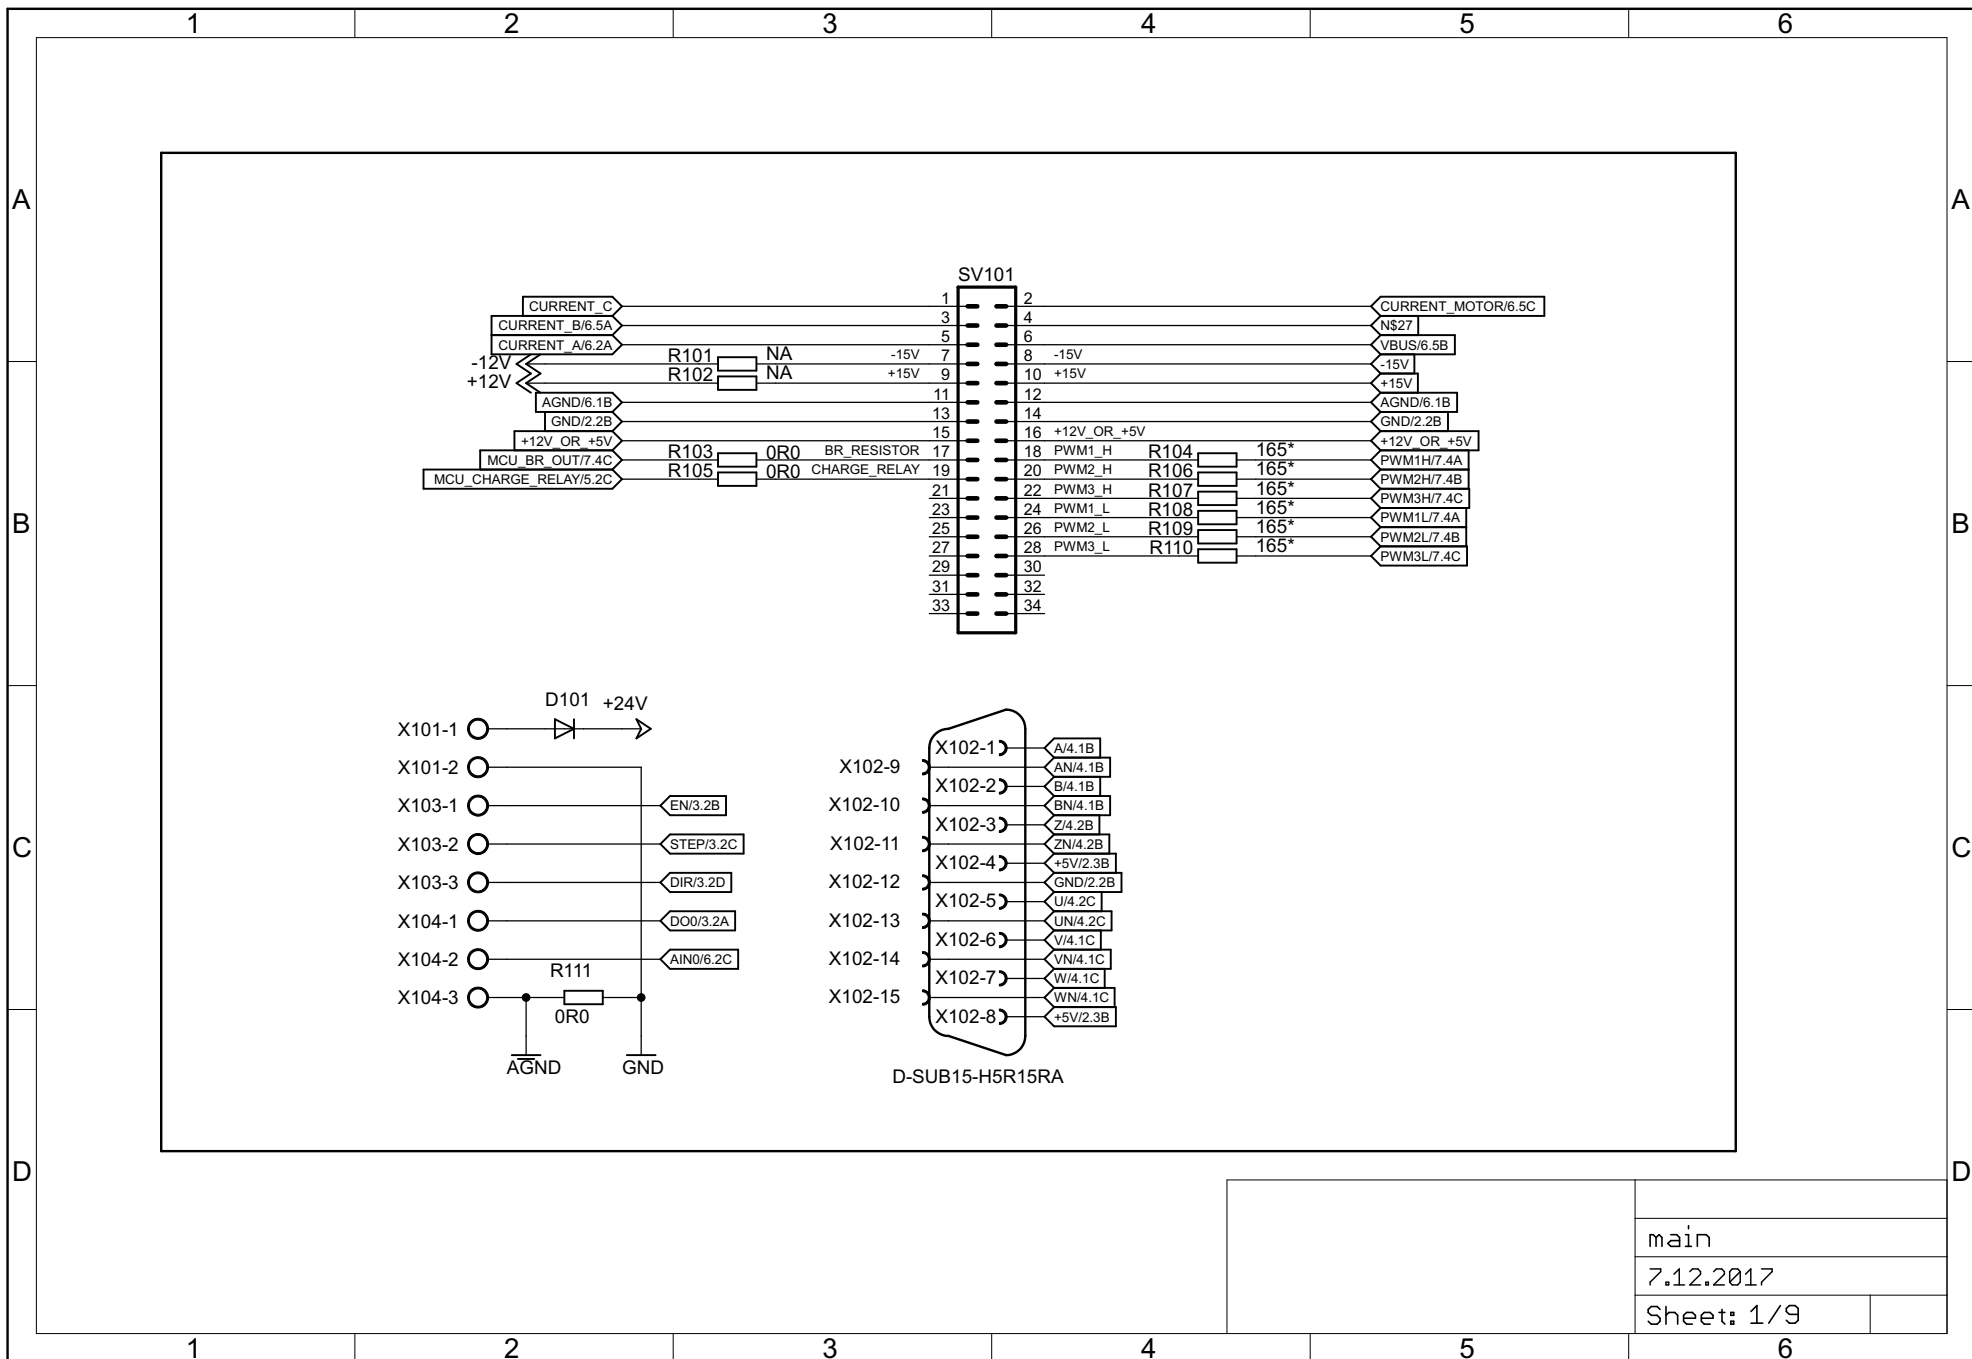 1 2 3 4 5 6
A A
SV101
CURRENT_C 1 2 CURRENT_MOTOR/6.5C
CURRENT_B/6.5A 3 4 N$27
CURRENT_A/6.2A 5 6 VBUS/6.5B
-12V R101 NA -15V 7 8 -15V -15V
+12V R102 NA +15V 9 10 +15V +15V
AGND/6.1B 11 12 AGND/6.1B
GND/2.2B 13 14 GND/2.2B
+12V_OR_+5V 15 16 +12V_OR_+5V +12V_OR_+5V
MCU_BR_OUT/7.4C R103 0R0 BR_RESISTOR 17 18 PWM1_H R104 165* PWM1H/7.4A
MCU_CHARGE_RELAY/5.2C R105 0R0 CHARGE_RELAY 19 20 PWM2_H R106 165* PWM2H/7.4B
21 22 PWM3_H R107 165* PWM3H/7.4C
23 24 PWM1_L R108 165* PWM1L/7.4A
B B
25 26 PWM2_L R109 165* PWM2L/7.4B
27 28 PWM3_L R110 165* PWM3L/7.4C
29 30
31 32
33 34
D101 +24V
X101-1
X101-2
X103-1 EN/3.2B
X103-2 STEP/3.2C
X103-3 DIR/3.2D
X104-1 DO0/3.2A
X104-2 AIN0/6.2C
R111
X104-3
0R0
AGND GND
X102-1 A/4.1B
X102-9 AN/4.1B
X102-2 B/4.1B
X102-10 BN/4.1B
X102-3 Z/4.2B
X102-11 ZN/4.2B
X102-4 +5V/2.3B
X102-12 GND/2.2B
X102-5 U/4.2C
X102-13 UN/4.2C
X102-6 V/4.1C
X102-14 VN/4.1C
X102-7 W/4.1C
X102-15 WN/4.1C
X102-8 +5V/2.3B
D-SUB15-H5R15RA
C C
D D
main
7.12.2017
Sheet: 1/9
1 2 3 4 5 6